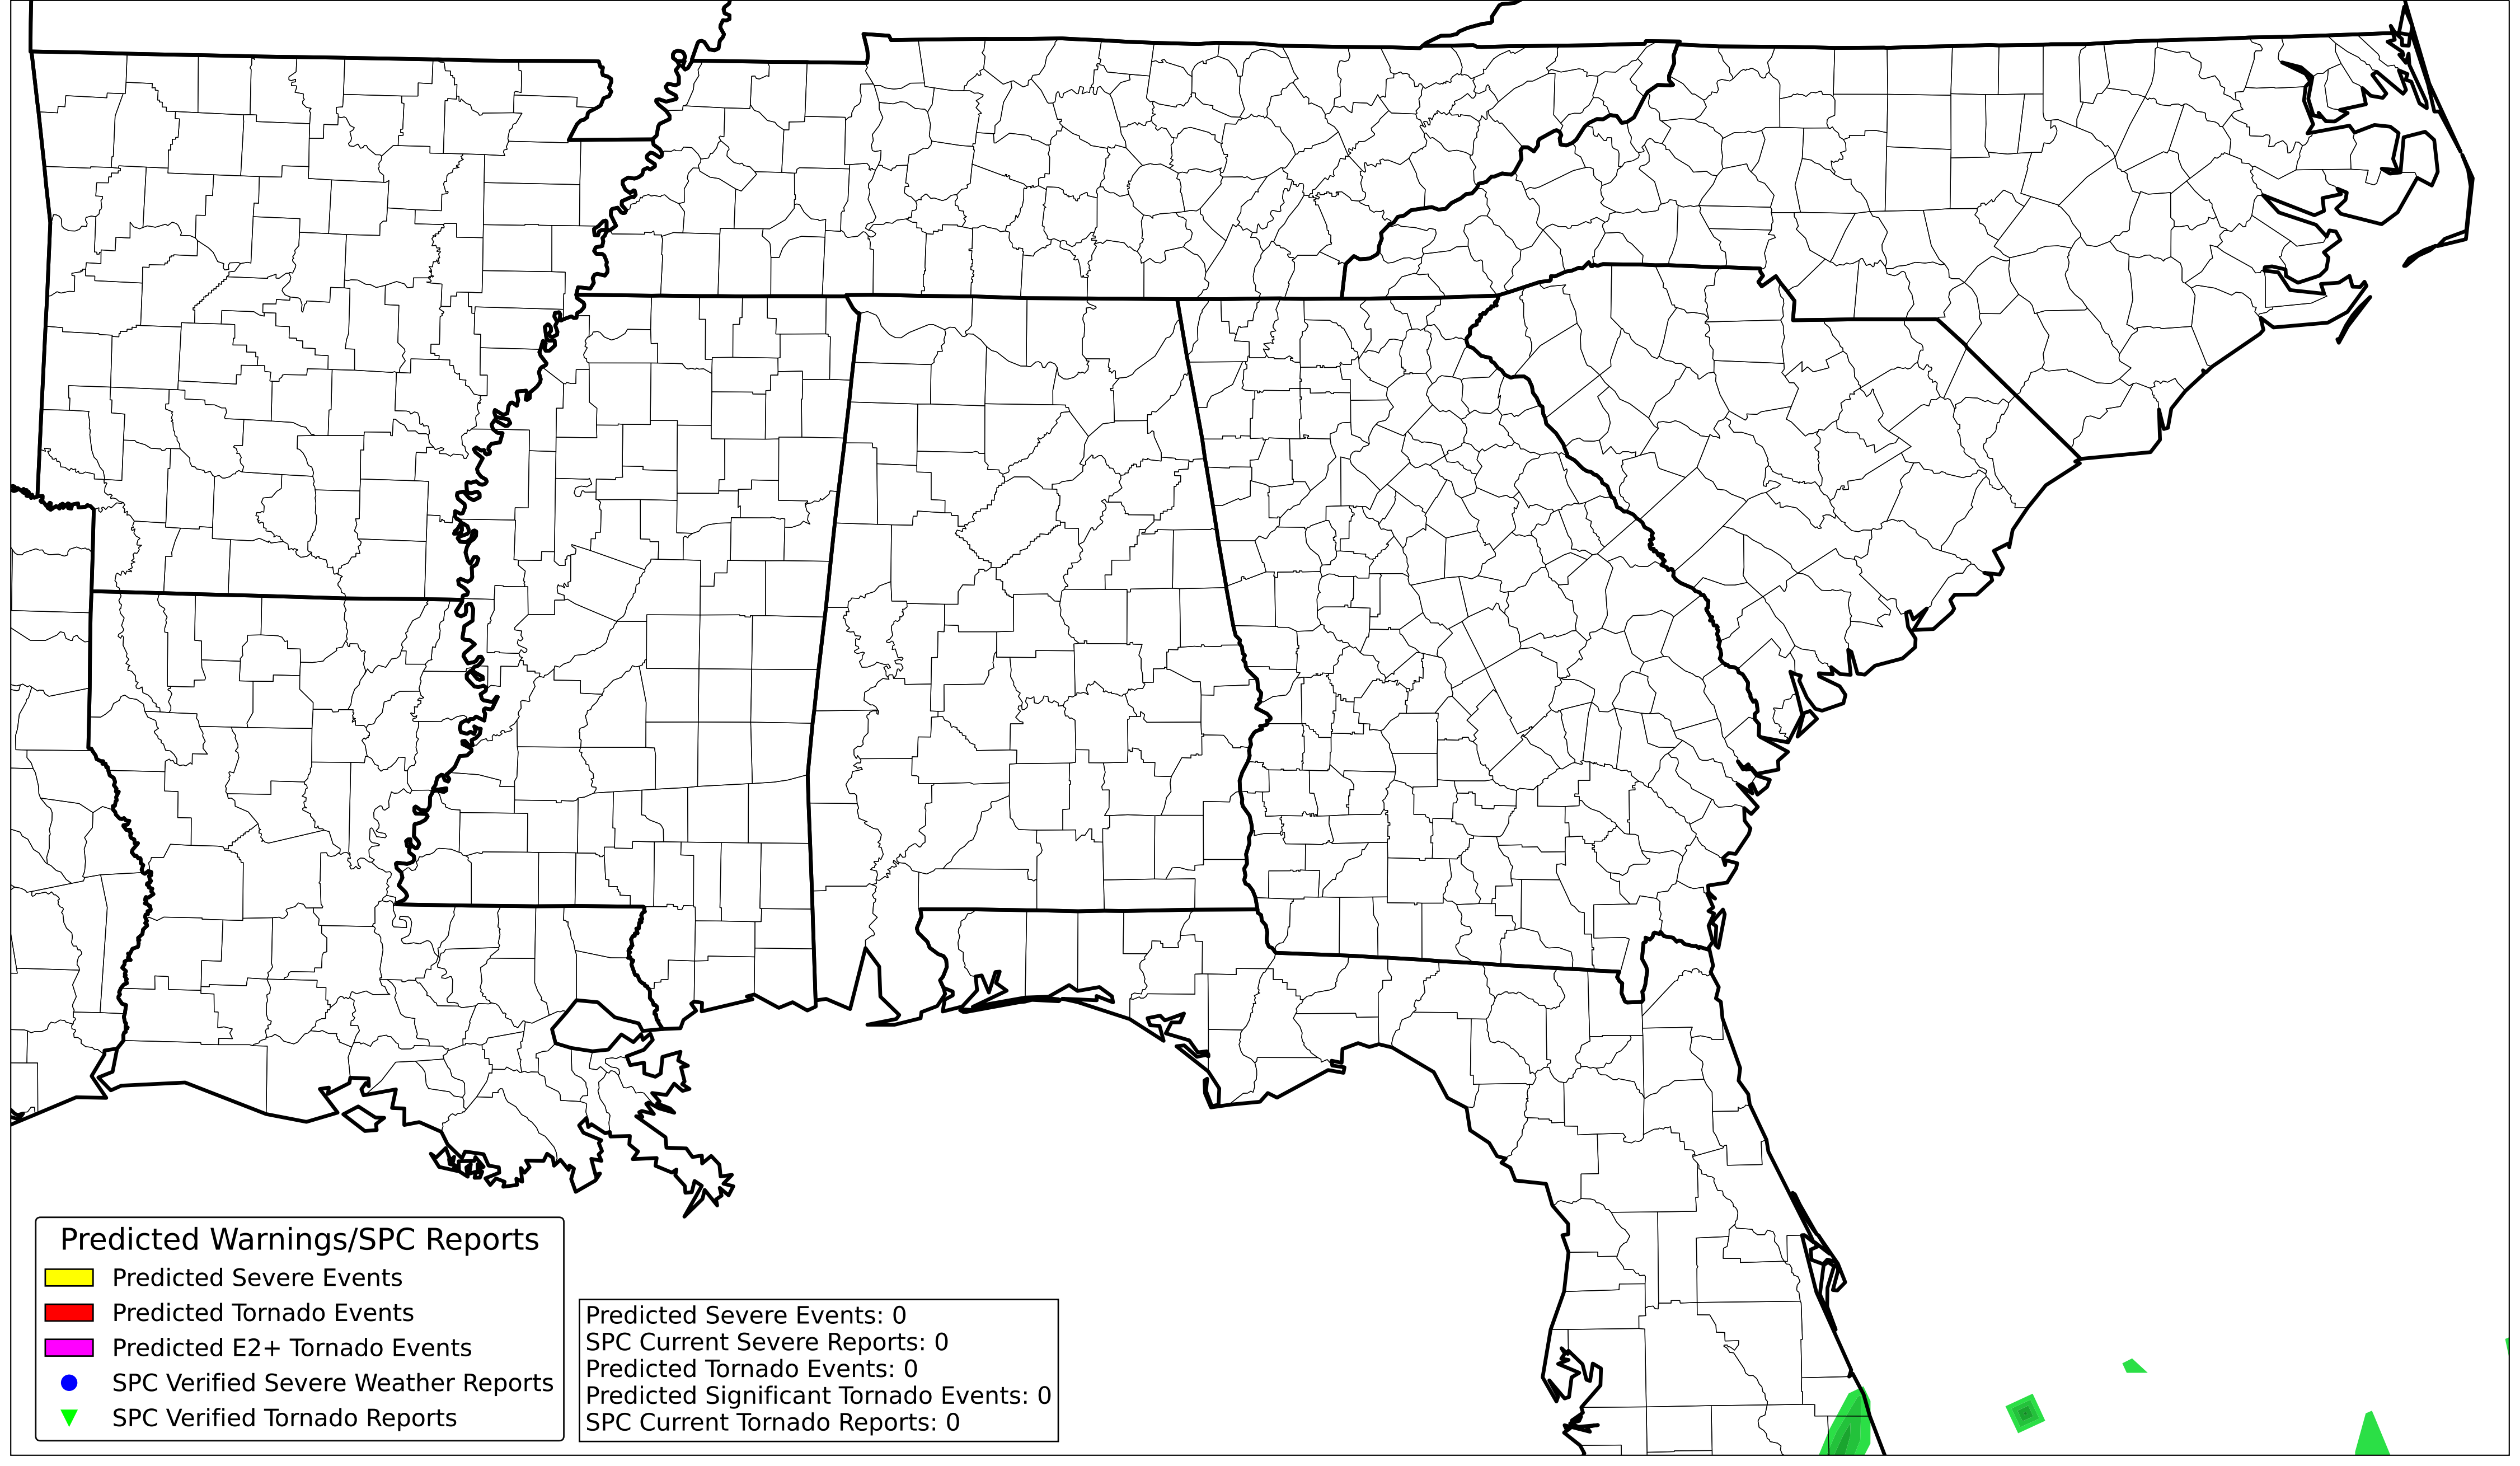 Predicted Warnings/SPC Reports
Predicted Severe Events
Predicted Tornado Events
Predicted E2+ Tornado Events
SPC Verified Severe Weather Reports
SPC Verified Tornado Reports
Predicted Severe Events: 0
SPC Current Severe Reports: 0
Predicted Tornado Events: 0
Predicted Significant Tornado Events: 0
SPC Current Tornado Reports: 0